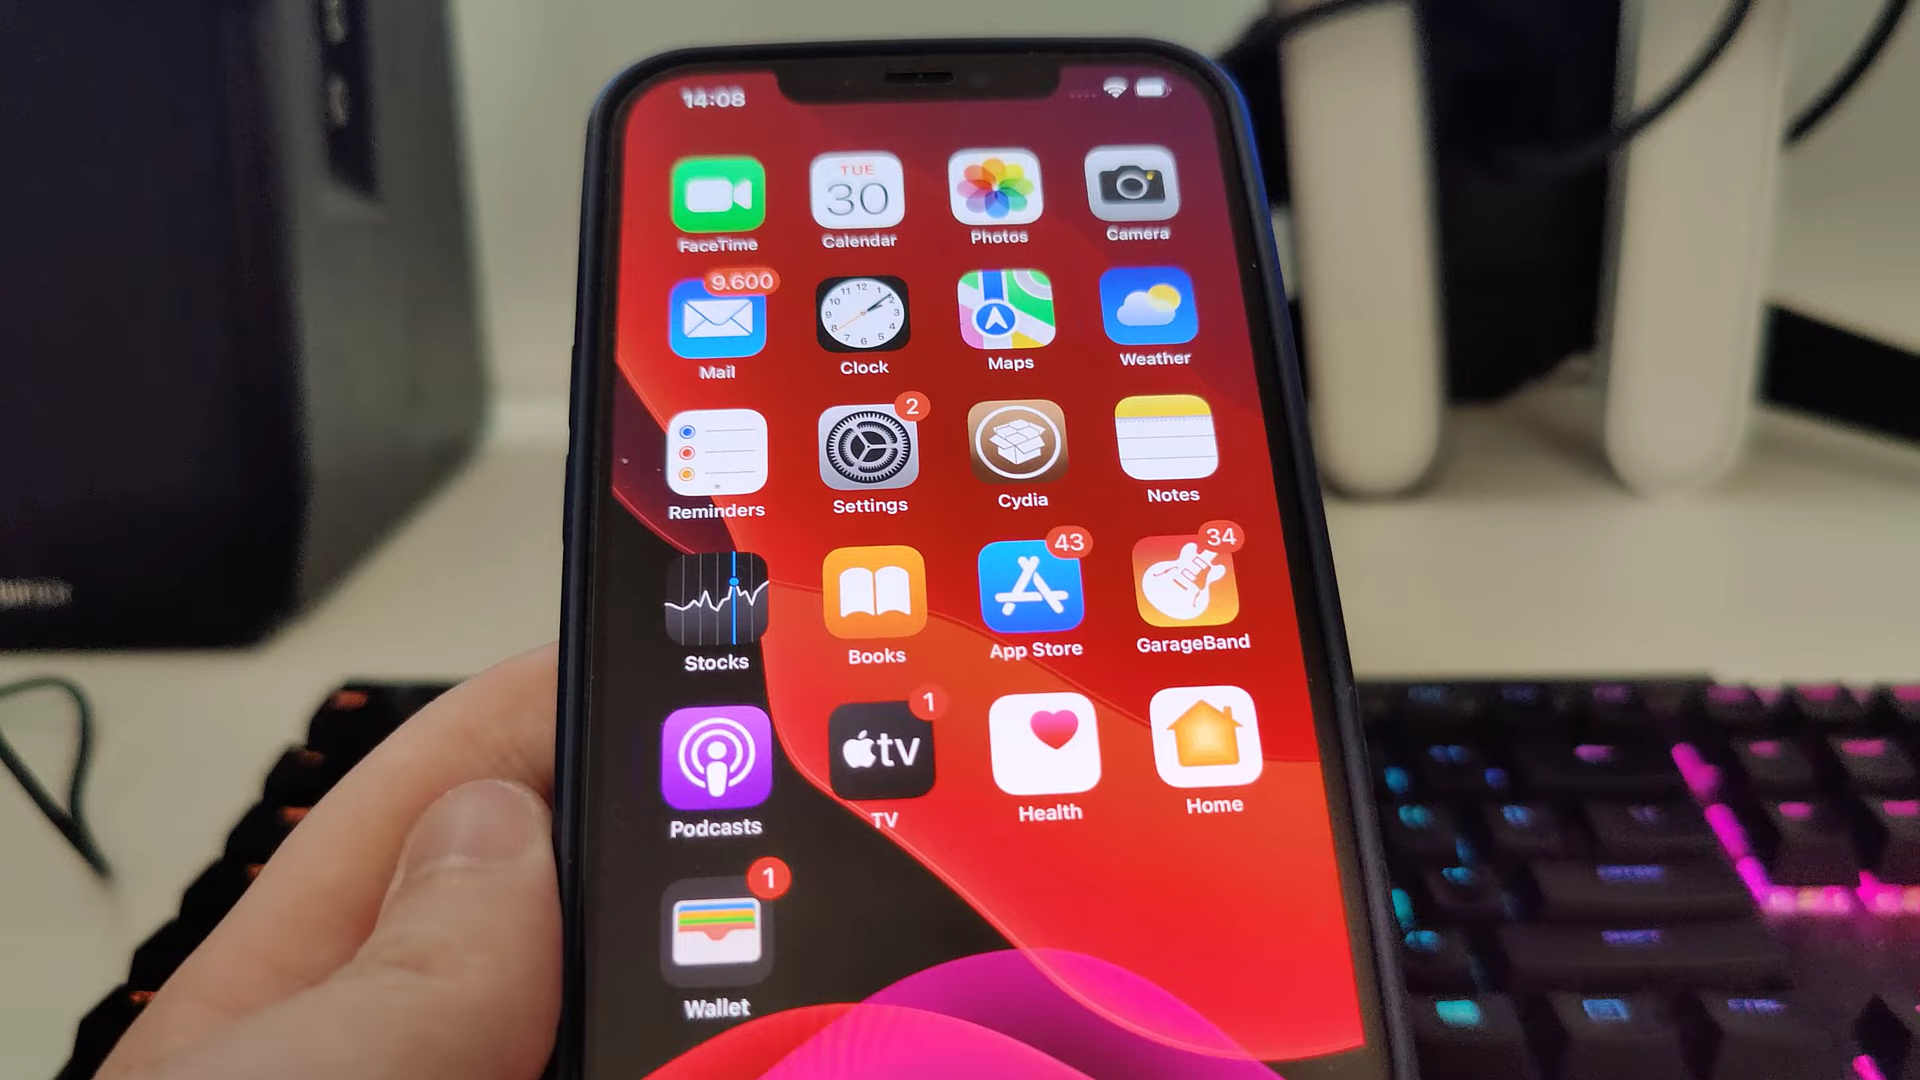 14:08
TUE
30
FaceTime
Calendar
Photos
Camera
9.600
Mail
Clock
Maps
Weather
2
Reminders
Settings
Cydia
Notes
43
34
Stocks
Books
App Store
GarageBand
1
tv
Podcasts
TV
Health
Home
1
Wallet